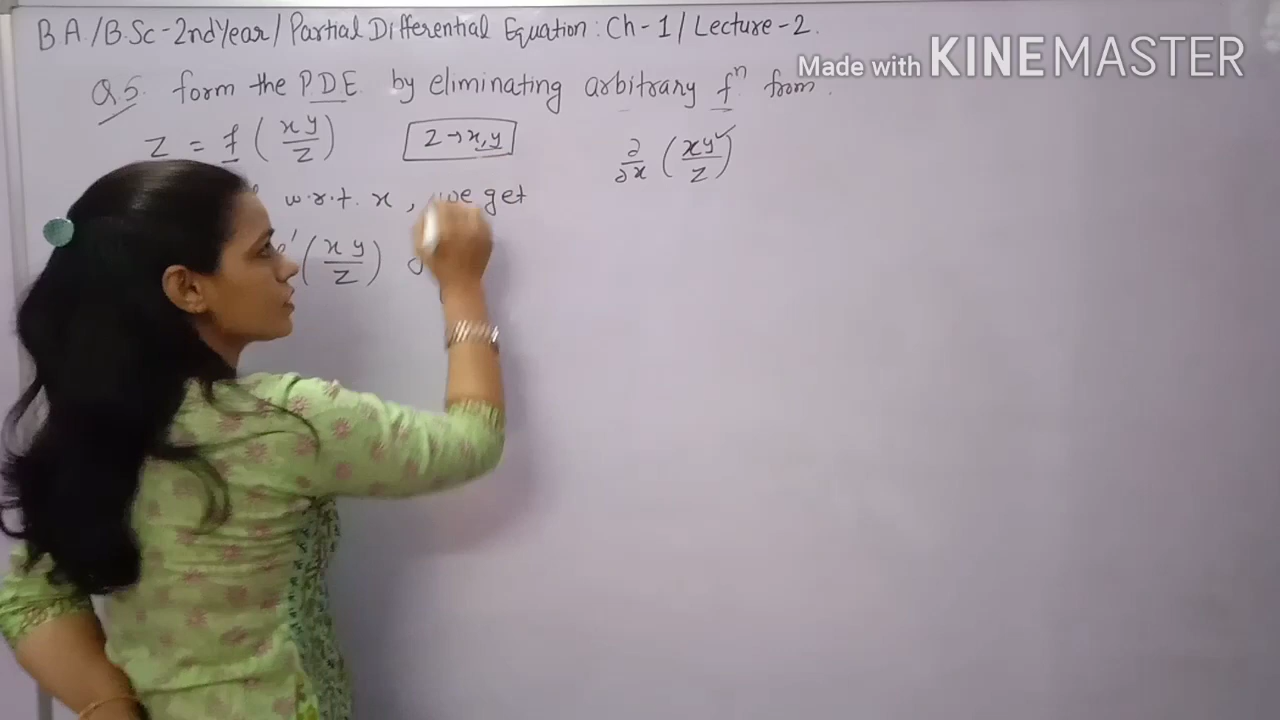 B.A./B.Sc-2ndYear/Partial Differential Equation: Ch-1/Lecture-2.
Made with KINEMASTER
Q.5. form the PDE by eliminating arbitrary fⁿ from.
Z = f (xy/z) Z→x,y ∂/∂x (xy/z)
w.r.t. x, we get
′(xy/z)